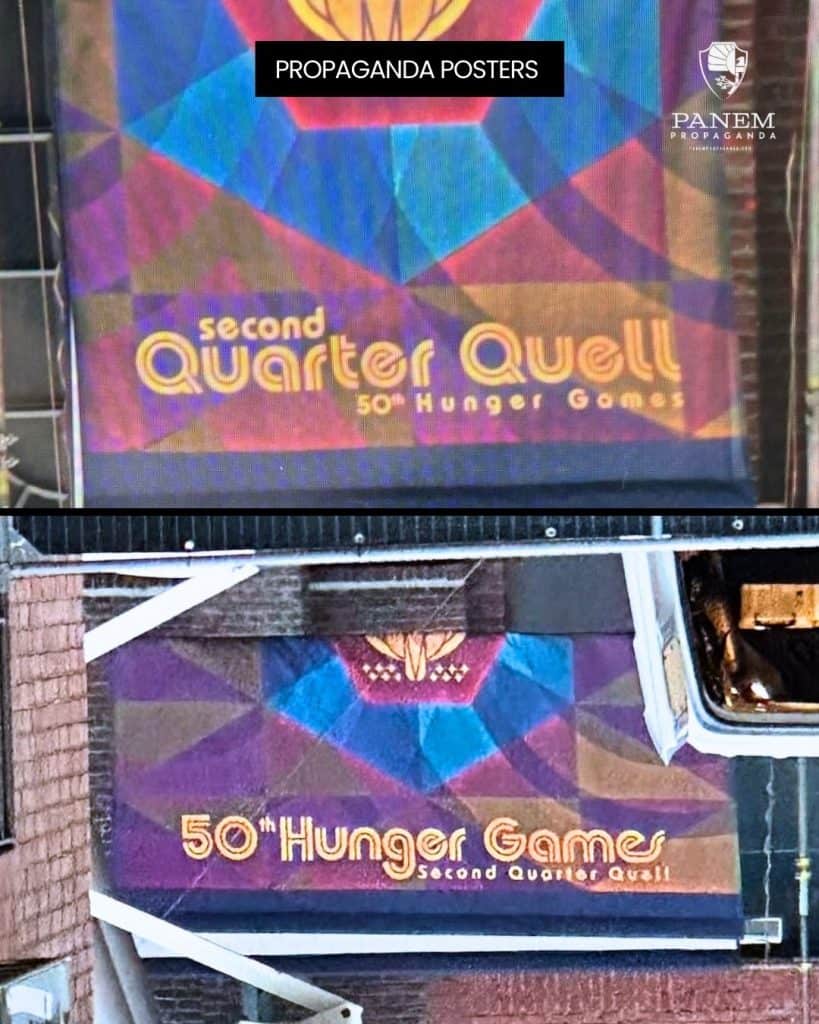 PROPAGANDA POSTERS
PANEM
PROPAGANDA
second
Quarter Quell
50th Hunger Games
50th Hunger Games
Second Quarter Quell